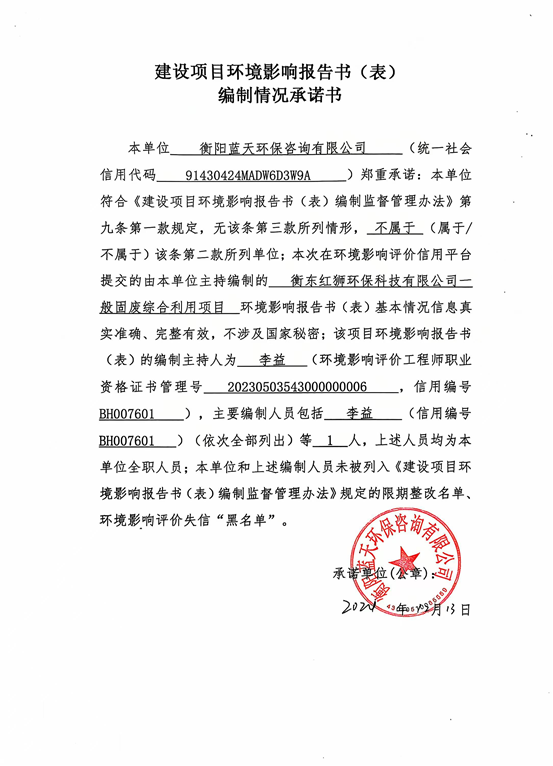 建设项目环境影响报告书（表）
编制情况承诺书
本单位 衡阳蓝天环保咨询有限公司 （统一社会
信用代码 91430424MADW6D3W9A ）郑重承诺：本单位
符合《建设项目环境影响报告书（表）编制监督管理办法》第
九条第一款规定，无该条第三款所列情形， 不属于 （属于/
不属于）该条第二款所列单位；本次在环境影响评价信用平台
提交的由本单位主持编制的 衡东红狮环保科技有限公司一
般固废综合利用项目 环境影响报告书（表）基本情况信息真
实准确、完整有效，不涉及国家秘密；该项目环境影响报告书
（表）的编制主持人为 李益 （环境影响评价工程师职业
资格证书管理号 20230503543000000006 ，信用编号
BH007601 ），主要编制人员包括 李益 （信用编号
BH007601 ）（依次全部列出）等 1 人，上述人员均为本
单位全职人员；本单位和上述编制人员未被列入《建设项目环
境影响报告书（表）编制监督管理办法》规定的限期整改名单、
环境影响评价失信“黑名单”。
衡阳蓝天环保咨询有限公司
承诺单位(公章)：
年12月13日